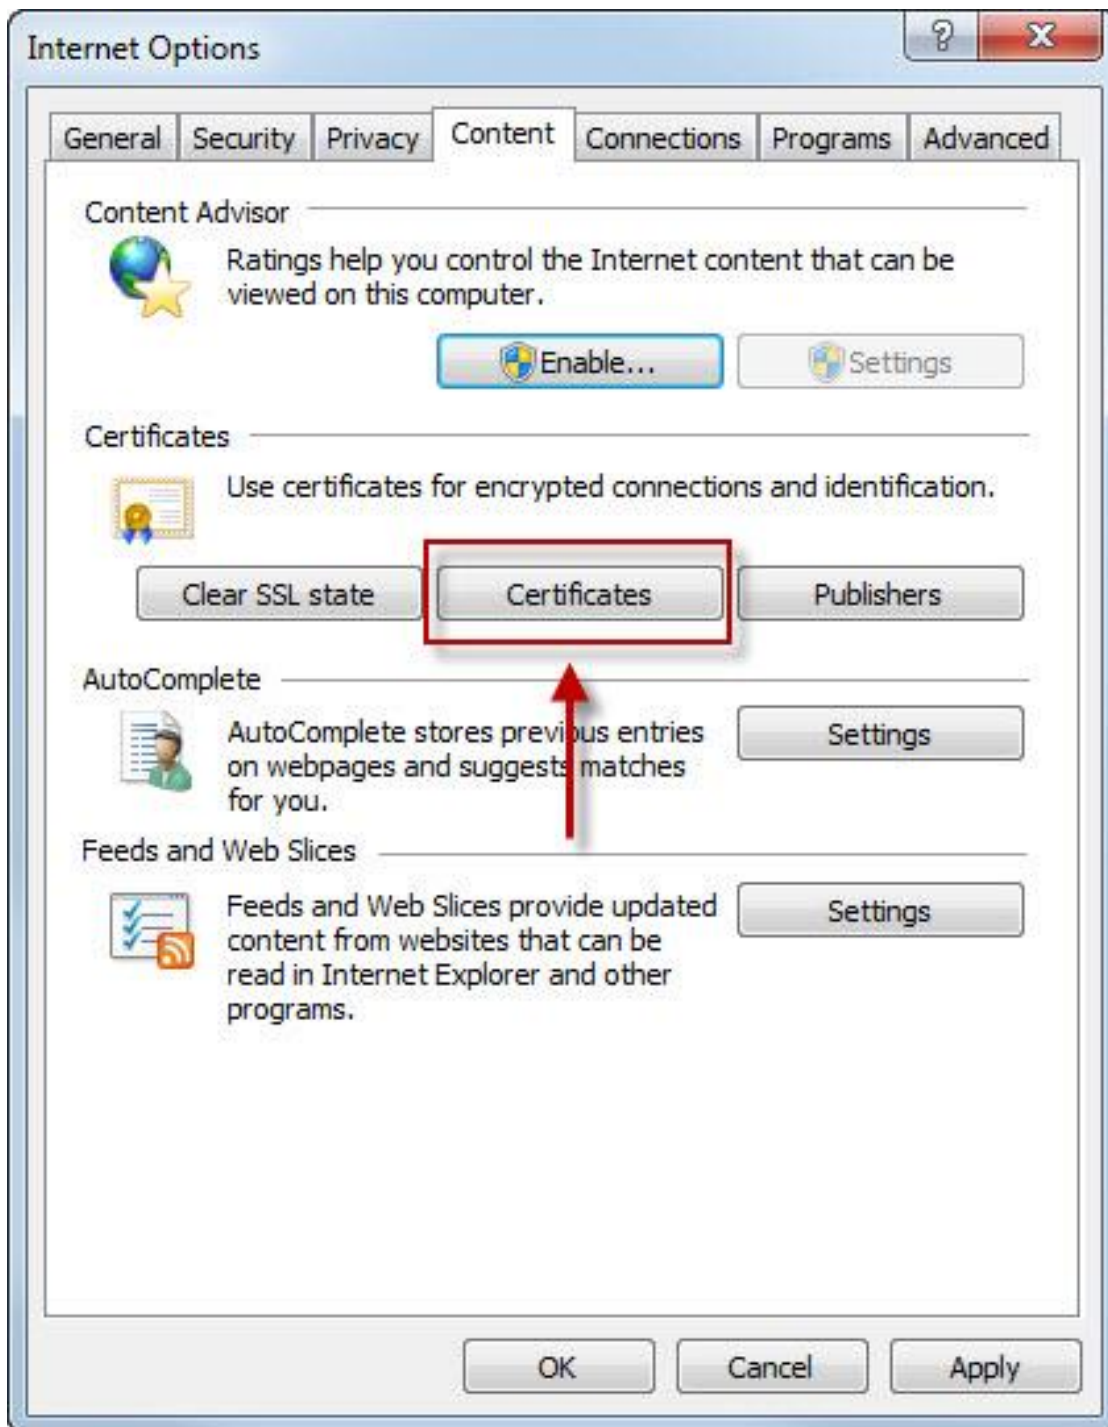 Internet Options
General Security Privacy Content Connections Programs Advanced
Content Advisor
Ratings help you control the Internet content that can be
viewed on this computer.
Enable... Settings
Certificates
Use certificates for encrypted connections and identification.
Clear SSL state Certificates Publishers
AutoComplete
AutoComplete stores previous entries
on webpages and suggests matches
for you.
Settings
Feeds and Web Slices
Feeds and Web Slices provide updated
content from websites that can be
read in Internet Explorer and other
programs.
Settings
OK Cancel Apply